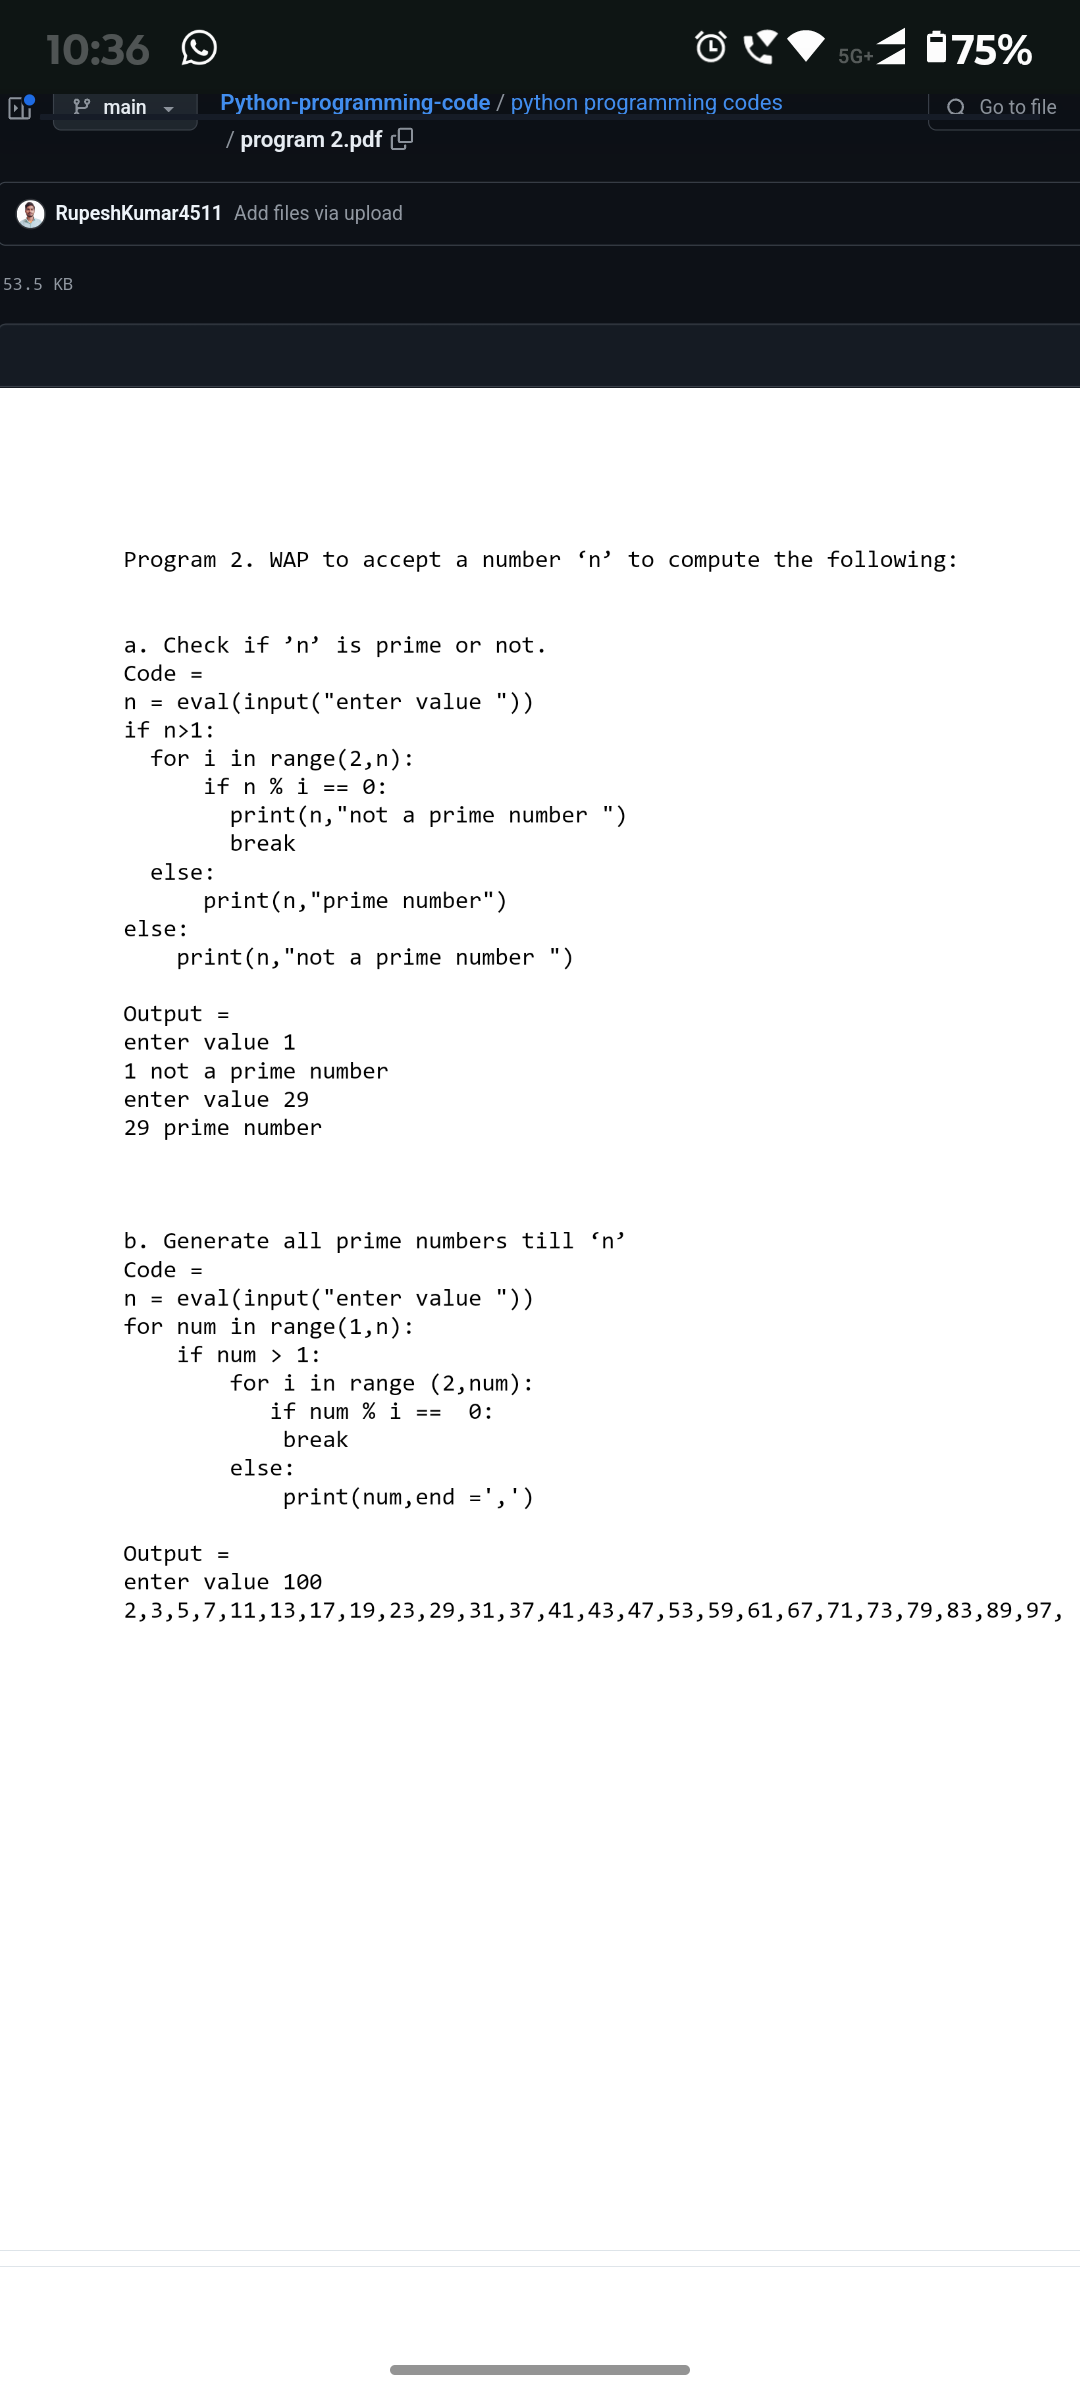 10:36 5G+ 75%
main Python-programming-code / python programming codes Go to file
/ program 2.pdf
RupeshKumar4511 Add files via upload
53.5 KB
Program 2. WAP to accept a number ‘n’ to compute the following:
a. Check if ’n’ is prime or not.
Code =
n = eval(input("enter value "))
if n>1:
  for i in range(2,n):
      if n % i == 0:
        print(n,"not a prime number ")
        break
  else:
      print(n,"prime number")
else:
    print(n,"not a prime number ")
Output =
enter value 1
1 not a prime number
enter value 29
29 prime number
b. Generate all prime numbers till ‘n’
Code =
n = eval(input("enter value "))
for num in range(1,n):
    if num > 1:
        for i in range (2,num):
           if num % i ==  0:
            break
        else:
            print(num,end =',')
Output =
enter value 100
2,3,5,7,11,13,17,19,23,29,31,37,41,43,47,53,59,61,67,71,73,79,83,89,97,